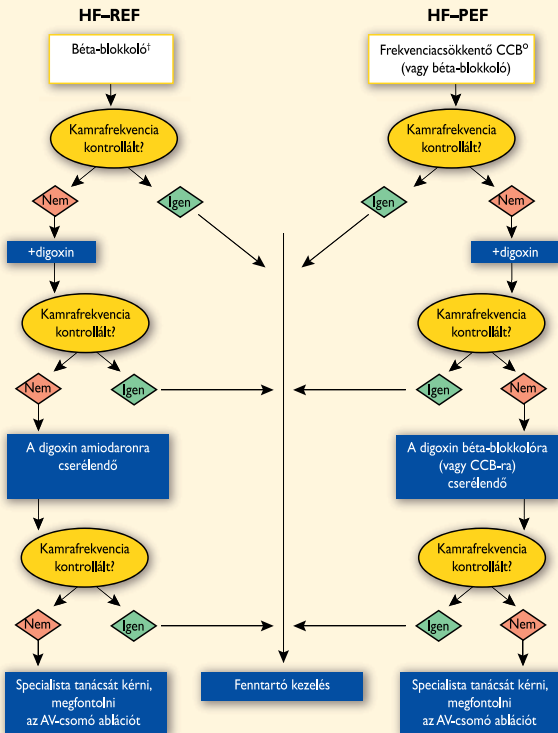 HF–REF
HF–PEF
Béta-blokkoló†
Frekvenciacsökkentő CCB°
(vagy béta-blokkoló)
Kamrafrekvencia
kontrollált?
Kamrafrekvencia
kontrollált?
Nem
Igen
Igen
Nem
+digoxin
+digoxin
Kamrafrekvencia
kontrollált?
Kamrafrekvencia
kontrollált?
Nem
Igen
Igen
Nem
A digoxin amiodaronra
cserélendő
A digoxin béta-blokkolóra
(vagy CCB-ra)
cserélendő
Kamrafrekvencia
kontrollált?
Kamrafrekvencia
kontrollált?
Nem
Igen
Igen
Nem
Specialista tanácsát kérni,
megfontolni
az AV-csomó ablációt
Fenntartó kezelés
Specialista tanácsát kérni,
megfontolni
az AV-csomó ablációt